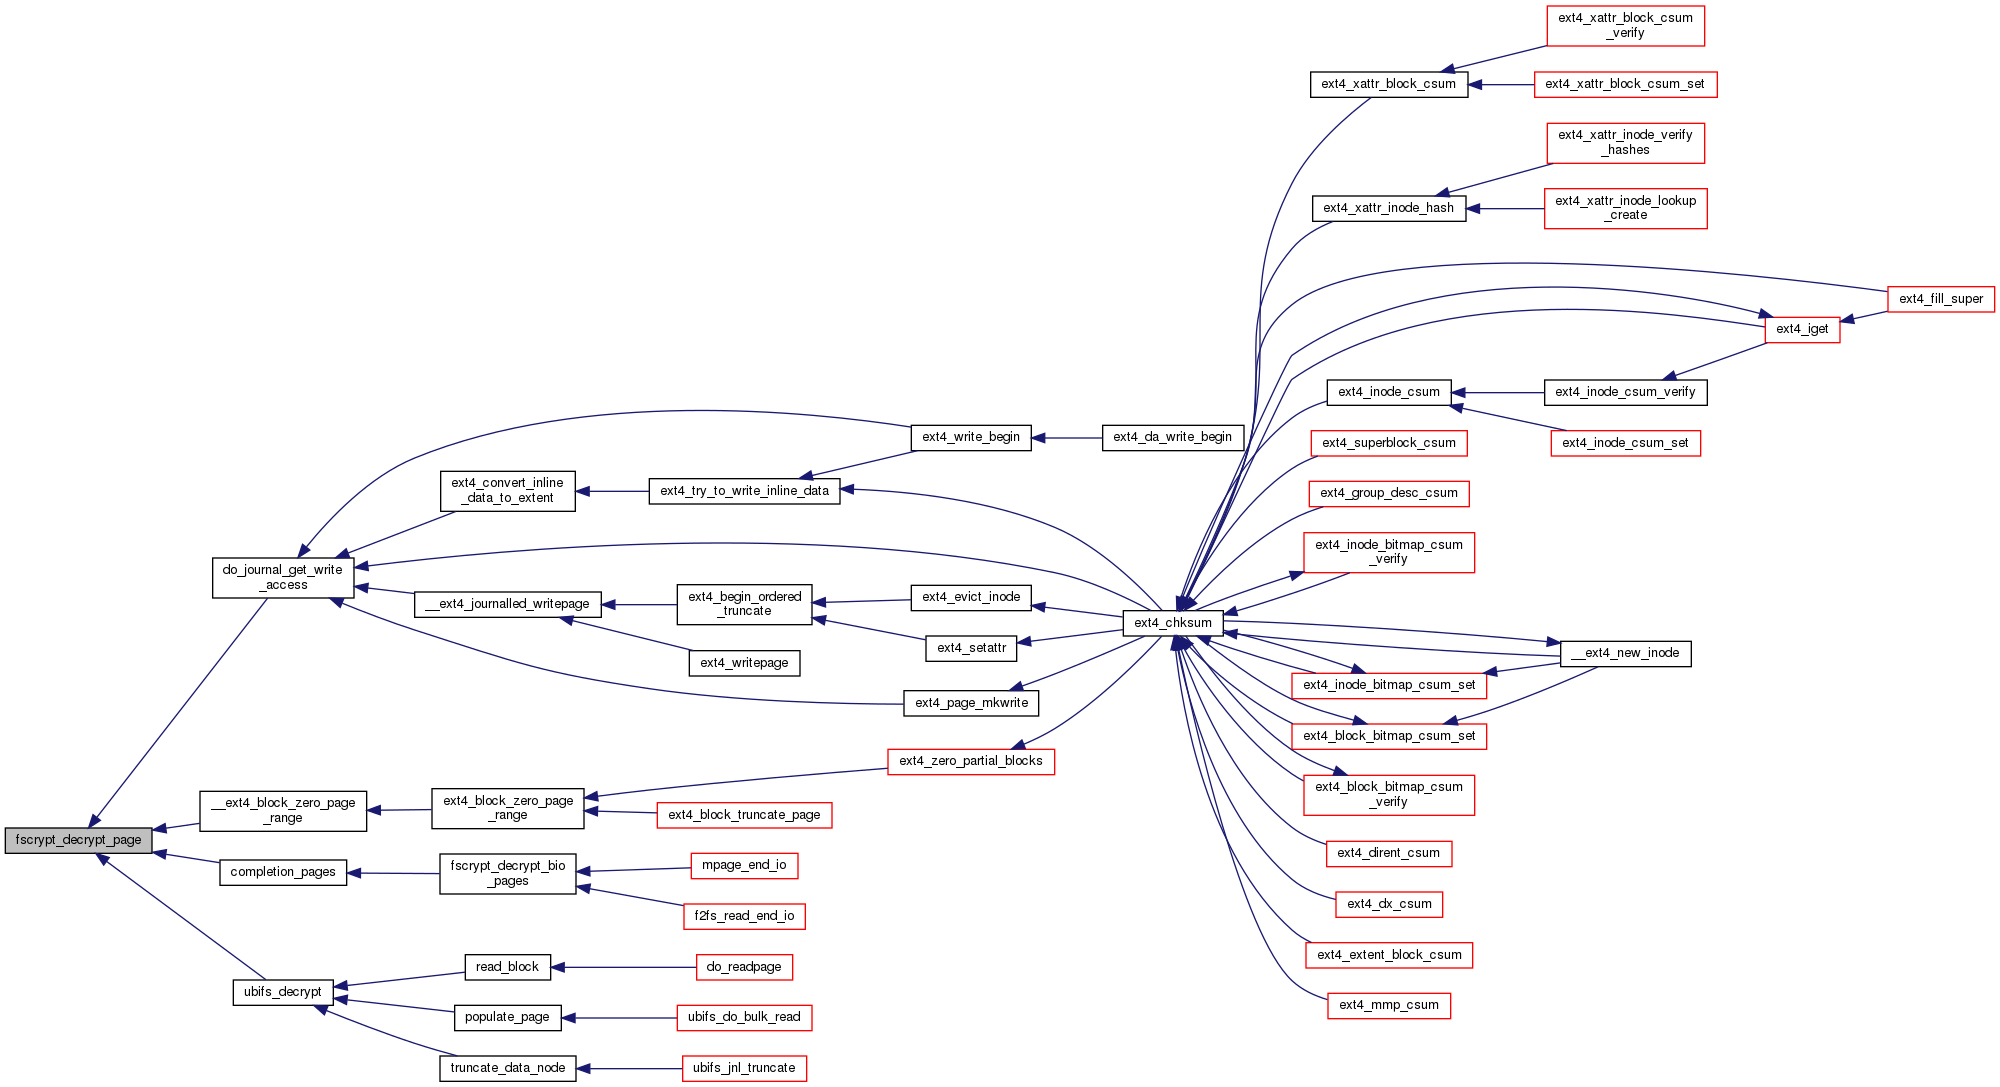 ext4_xattr_block_csum
_verify
ext4_xattr_block_csum
ext4_xattr_block_csum_set
ext4_xattr_inode_verify
_hashes
ext4_xattr_inode_hash
ext4_xattr_inode_lookup
_create
ext4_fill_super
ext4_iget
ext4_inode_csum
ext4_inode_csum_verify
ext4_write_begin
ext4_da_write_begin
ext4_superblock_csum
ext4_inode_csum_set
ext4_convert_inline
_data_to_extent
ext4_try_to_write_inline_data
ext4_group_desc_csum
ext4_inode_bitmap_csum
_verify
do_journal_get_write
_access
__ext4_journalled_writepage
ext4_begin_ordered
_truncate
ext4_evict_inode
ext4_chksum
ext4_setattr
ext4_writepage
__ext4_new_inode
ext4_inode_bitmap_csum_set
ext4_page_mkwrite
ext4_block_bitmap_csum_set
ext4_zero_partial_blocks
ext4_block_bitmap_csum
_verify
__ext4_block_zero_page
_range
ext4_block_zero_page
_range
ext4_block_truncate_page
fscrypt_decrypt_page
ext4_dirent_csum
completion_pages
fscrypt_decrypt_bio
_pages
mpage_end_io
f2fs_read_end_io
ext4_dx_csum
ext4_extent_block_csum
read_block
do_readpage
ubifs_decrypt
ext4_mmp_csum
populate_page
ubifs_do_bulk_read
truncate_data_node
ubifs_jnl_truncate